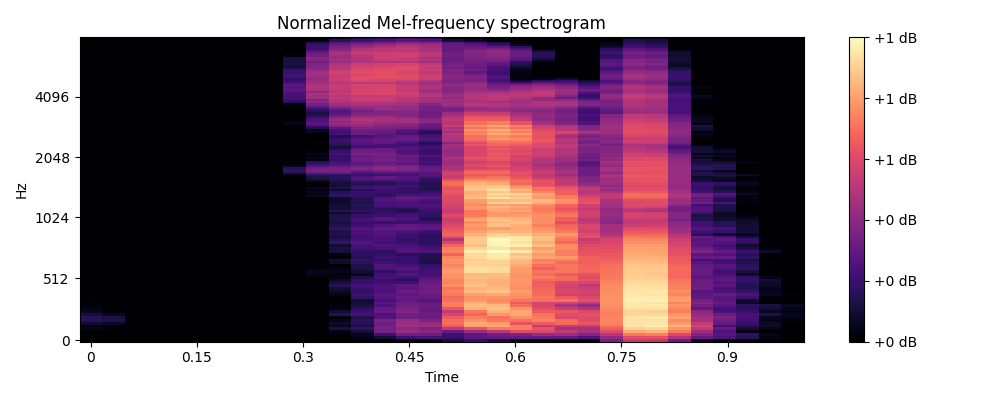 Normalized Mel-frequency spectrogram
Hz
4096
2048
1024
512
0
0 0.15 0.3 0.45 0.6 0.75 0.9
Time
+1 dB
+1 dB
+1 dB
+0 dB
+0 dB
+0 dB